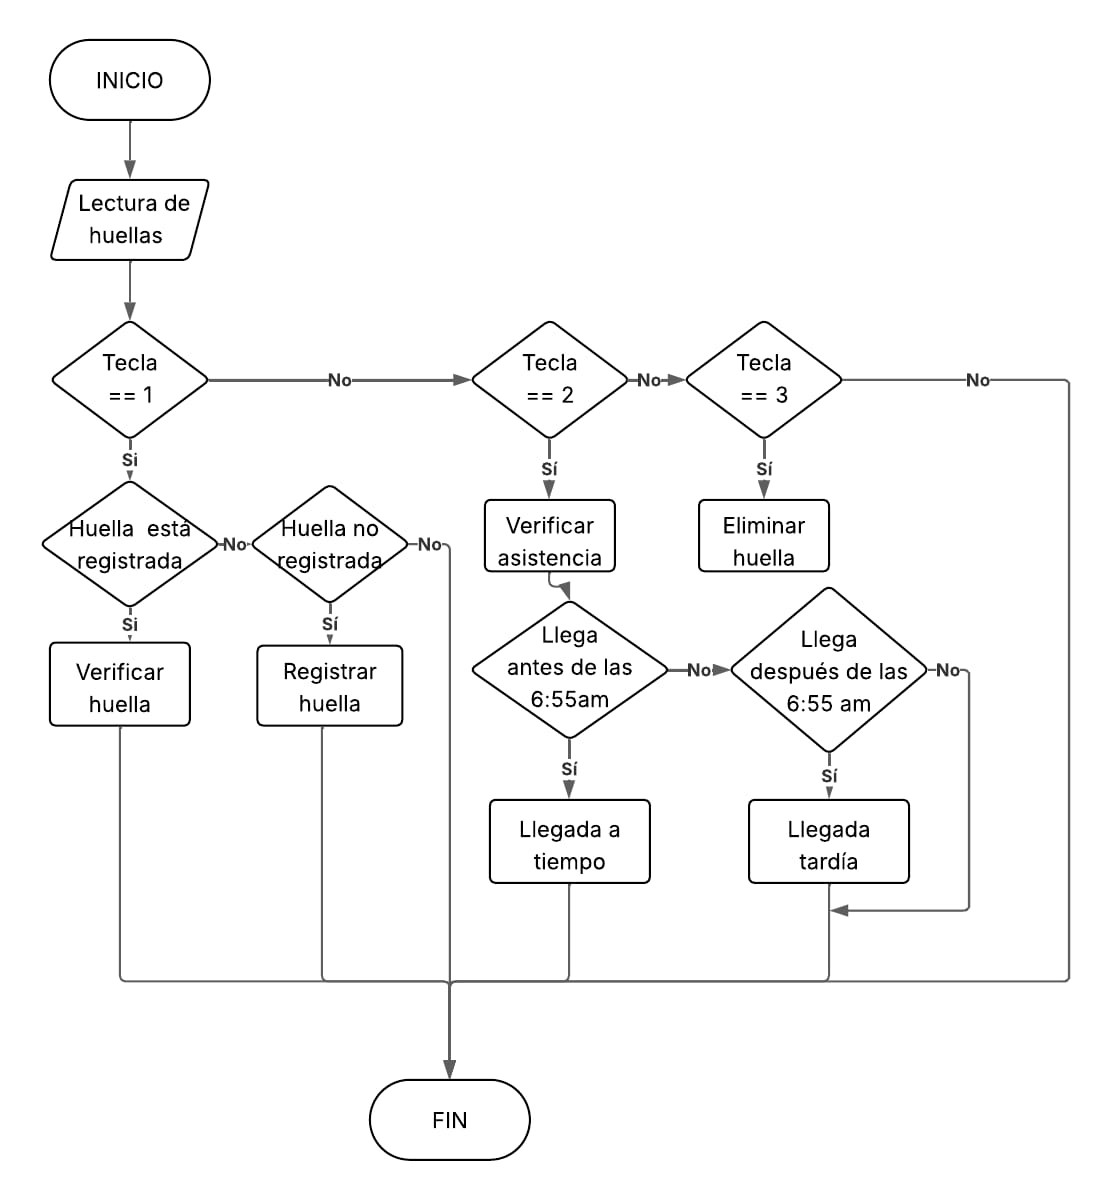 INICIO
Lectura de
huellas
Tecla
== 1
No
Tecla
== 2
No
Tecla
== 3
No
Si
Sí
Sí
Huella  está
registrada
No
Huella no
registrada
No
Verificar
asistencia
Eliminar
huella
Si
Sí
Verificar
huella
Registrar
huella
Llega
antes de las
6:55am
No
Llega
después de las
6:55 am
No
Sí
Sí
Llegada a
tiempo
Llegada
tardía
FIN